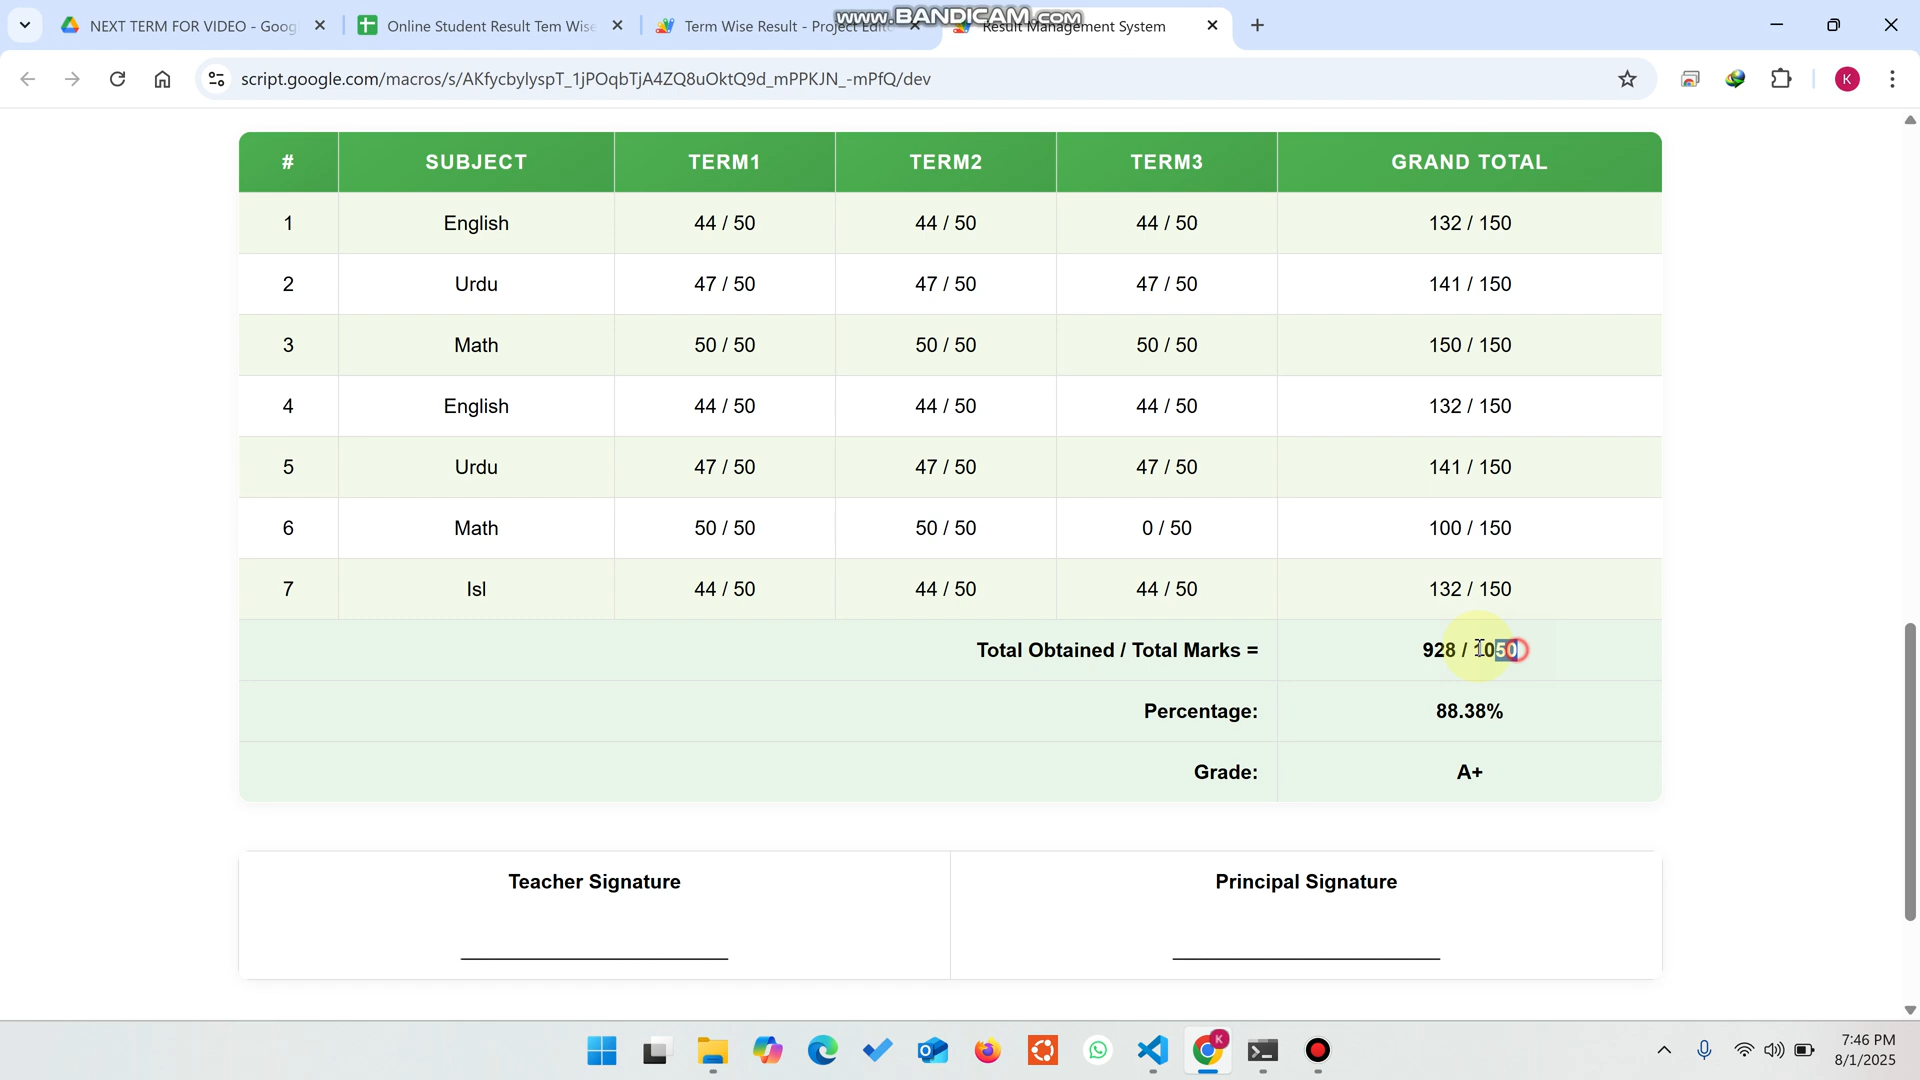 www.BANDICAM.com
NEXT TERM FOR VIDEO - Goog
Online Student Result Tem Wise
Term Wise Result - Project Edit
Result Management System
script.google.com/macros/s/AKfycbylyspT_1jPOqbTjA4ZQ8uOktQ9d_mPPKJN_-mPfQ/dev
K
# SUBJECT TERM1 TERM2 TERM3 GRAND TOTAL
1 English 44 / 50 44 / 50 44 / 50 132 / 150
2 Urdu 47 / 50 47 / 50 47 / 50 141 / 150
3 Math 50 / 50 50 / 50 50 / 50 150 / 150
4 English 44 / 50 44 / 50 44 / 50 132 / 150
5 Urdu 47 / 50 47 / 50 47 / 50 141 / 150
6 Math 50 / 50 50 / 50 0 / 50 100 / 150
7 Isl 44 / 50 44 / 50 44 / 50 132 / 150
Total Obtained / Total Marks = 928 / 1050
Percentage: 88.38%
Grade: A+
Teacher Signature Principal Signature
K
7:46 PM
8/1/2025